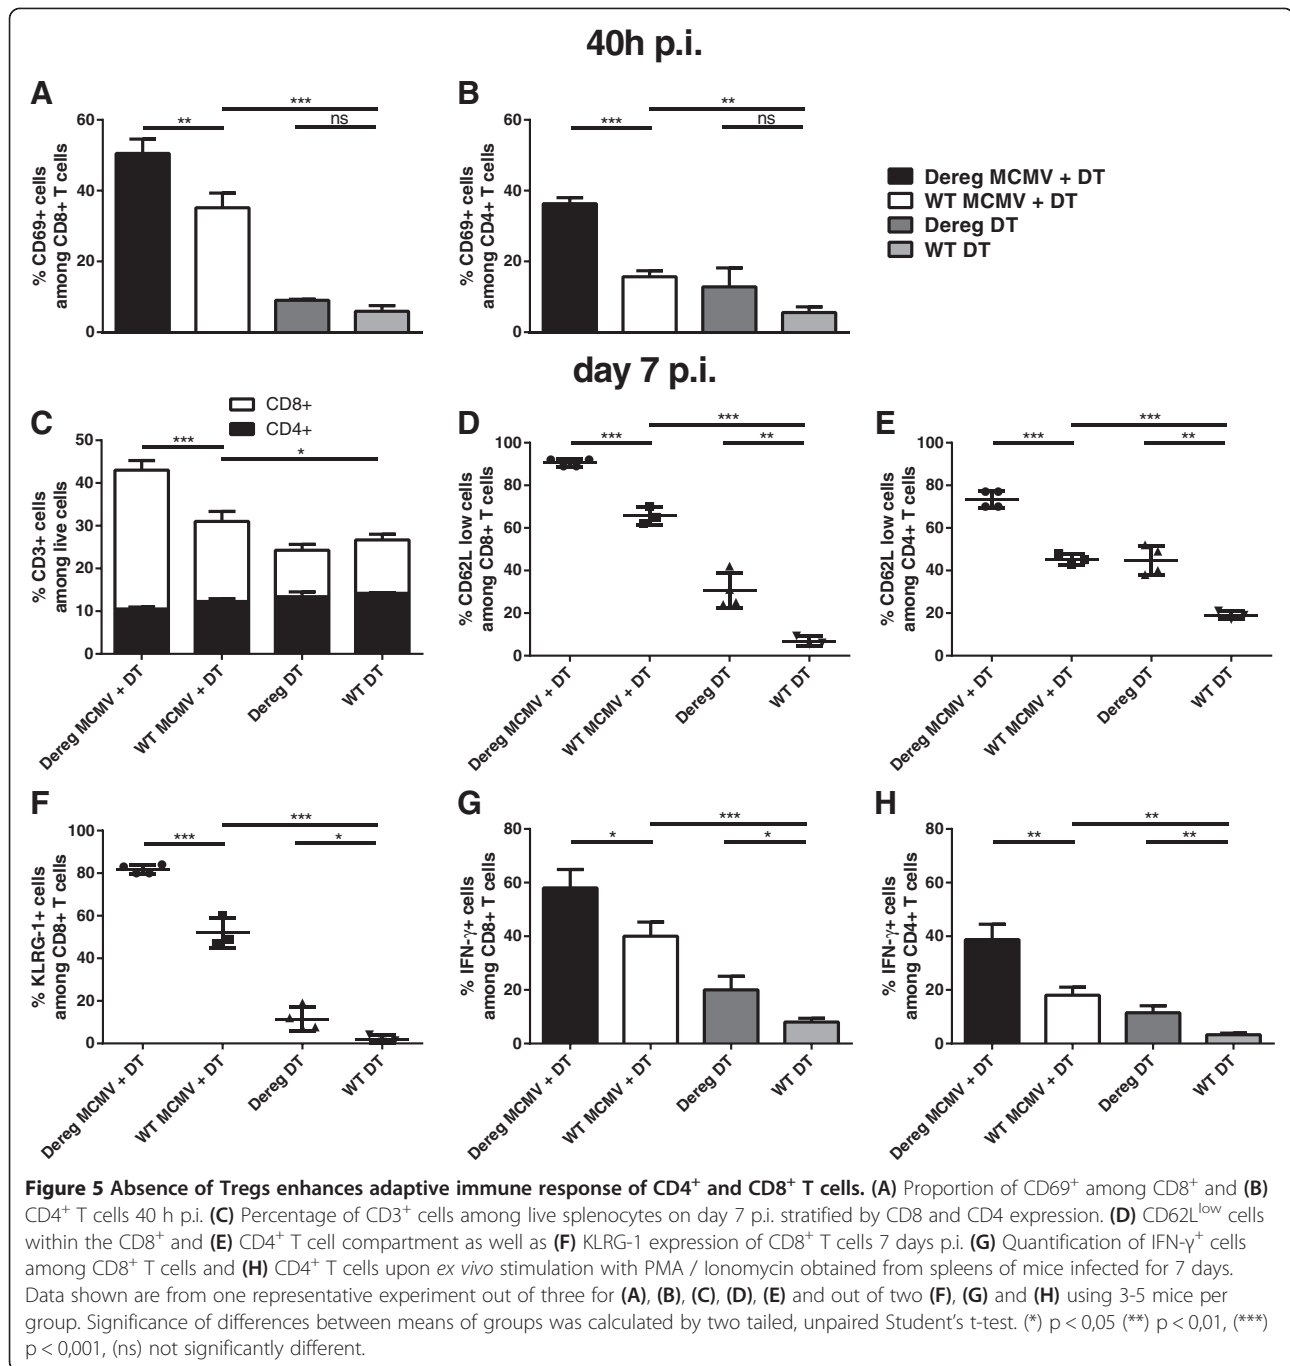 40h p.i.
A
% CD69+ cells
among CD8+ T cells
60
40
20
0
**
***
ns
B
% CD69+ cells
among CD4+ T cells
60
40
20
0
***
**
ns
Dereg MCMV + DT
WT MCMV + DT
Dereg DT
WT DT
day 7 p.i.
C
CD8+
CD4+
% CD3+ cells
among live cells
50
40
30
20
10
0
***
*
Dereg MCMV + DT
WT MCMV + DT
Dereg DT
WT DT
D
% CD62L low cells
among CD8+ T cells
100
80
60
40
20
0
***
***
**
Dereg MCMV + DT
WT MCMV + DT
Dereg DT
WT DT
E
% CD62L low cells
among CD4+ T cells
100
80
60
40
20
0
***
***
**
Dereg MCMV + DT
WT MCMV + DT
Dereg DT
WT DT
F
% KLRG-1+ cells
among CD8+ T cells
100
80
60
40
20
0
***
***
*
Dereg MCMV + DT
WT MCMV + DT
Dereg DT
WT DT
G
% IFN-γ+ cells
among CD8+ T cells
80
60
40
20
0
*
***
*
Dereg MCMV + DT
WT MCMV + DT
Dereg DT
WT DT
H
% IFN-γ+ cells
among CD4+ T cells
80
60
40
20
0
**
**
**
Dereg MCMV + DT
WT MCMV + DT
Dereg DT
WT DT
Figure 5 Absence of Tregs enhances adaptive immune response of CD4⁺ and CD8⁺ T cells. (A) Proportion of CD69⁺ among CD8⁺ and (B)
CD4⁺ T cells 40 h p.i. (C) Percentage of CD3⁺ cells among live splenocytes on day 7 p.i. stratified by CD8 and CD4 expression. (D) CD62Lˡᵒʷ cells
within the CD8⁺ and (E) CD4⁺ T cell compartment as well as (F) KLRG-1 expression of CD8⁺ T cells 7 days p.i. (G) Quantification of IFN-γ⁺ cells
among CD8⁺ T cells and (H) CD4⁺ T cells upon ex vivo stimulation with PMA / Ionomycin obtained from spleens of mice infected for 7 days.
Data shown are from one representative experiment out of three for (A), (B), (C), (D), (E) and out of two (F), (G) and (H) using 3-5 mice per
group. Significance of differences between means of groups was calculated by two tailed, unpaired Student's t-test. (*) p < 0,05 (**) p < 0,01, (***)
p < 0,001, (ns) not significantly different.